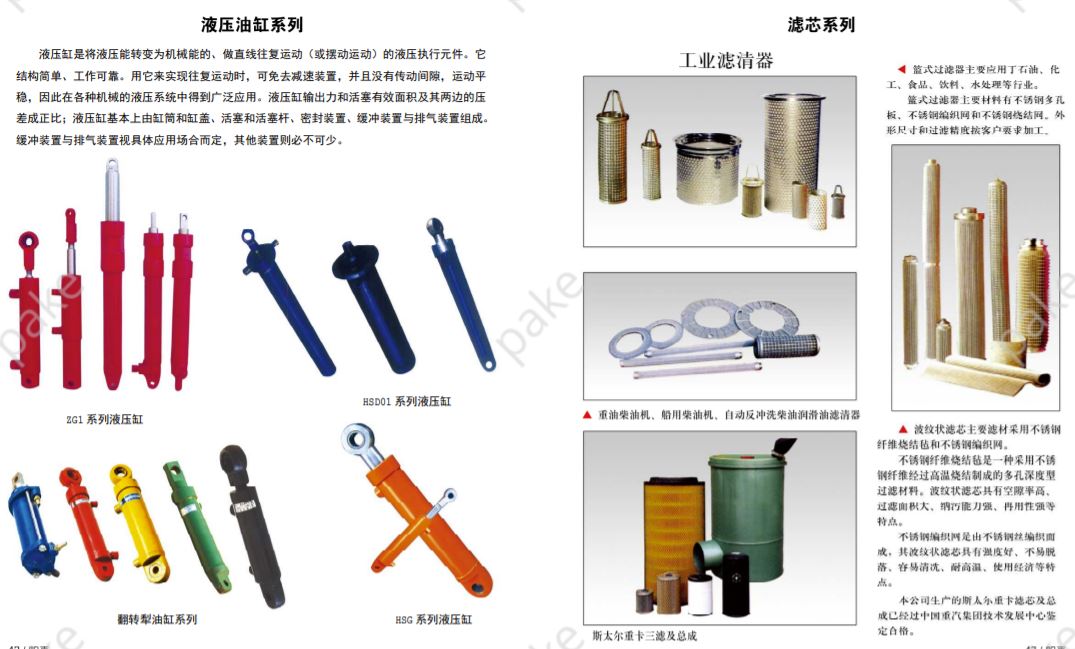 液压油缸系列
液压缸是将液压能转变为机械能的、做直线往复运动（或摆动运动）的液压执行元件。它
结构简单、工作可靠。用它来实现往复运动时，可免去减速装置，并且没有传动间隙，运动平
稳，因此在各种机械的液压系统中得到广泛应用。液压缸输出力和活塞有效面积及其两边的压
差成正比；液压缸基本上由缸筒和缸盖、活塞和活塞杆、密封装置、缓冲装置与排气装置组成。
缓冲装置与排气装置视具体应用场合而定，其他装置则必不可少。
ZG1 系列液压缸
HSD01 系列液压缸
翻转犁油缸系列
HSG 系列液压缸
滤芯系列
工业滤清器
▲ 重油柴油机、船用柴油机、自动反冲洗柴油润滑油滤清器
斯太尔重卡三滤及总成
◀ 篮式过滤器主要应用于石油、化
工、食品、饮料、水处理等行业。
篮式过滤器主要材料有不锈钢多孔
板、不锈钢编织网和不锈钢烧结网。外
形尺寸和过滤精度按客户要求加工。
▲ 波纹状滤芯主要滤材采用不锈钢
纤维烧结毡和不锈钢编织网。
不锈钢纤维烧结毡是一种采用不锈
钢纤维经过高温烧结制成的多孔深度型
过滤材料。波纹状滤芯具有空隙率高、
过滤面积大、纳污能力强、再用性强等
特点。
不锈钢编织网是由不锈钢丝编织而
成，其波纹状滤芯具有强度好、不易脱
落、容易清洗、耐高温、使用经济等特
点。
本公司生产的斯太尔重卡滤芯及总
成已经过中国重汽集团技术发展中心鉴
定合格。
pake
pake
pake